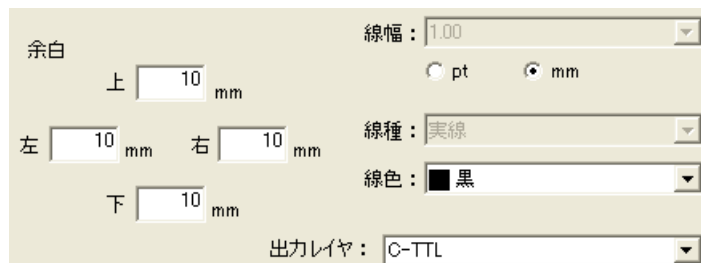 余白
上 10 mm
左 10 mm 右 10 mm
下 10 mm
線幅：1.00
pt mm
線種：実線
線色：黒
出力レイヤ： C-TTL